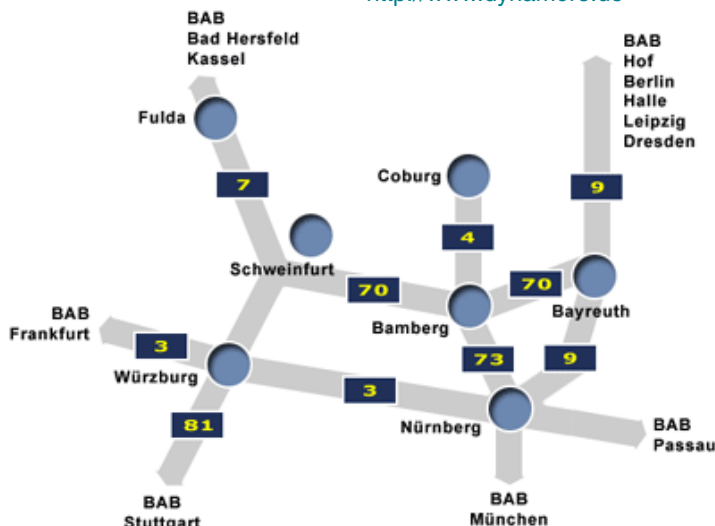 BAB
Bad Hersfeld
Kassel
BAB
Hof
Berlin
Halle
Leipzig
Dresden
Fulda
Coburg
7
9
4
Schweinfurt
70
70
Bamberg
Bayreuth
BAB
Frankfurt
3
Würzburg
73
9
3
81
Nürnberg
BAB
Passau
BAB
Stuttgart
BAB
München